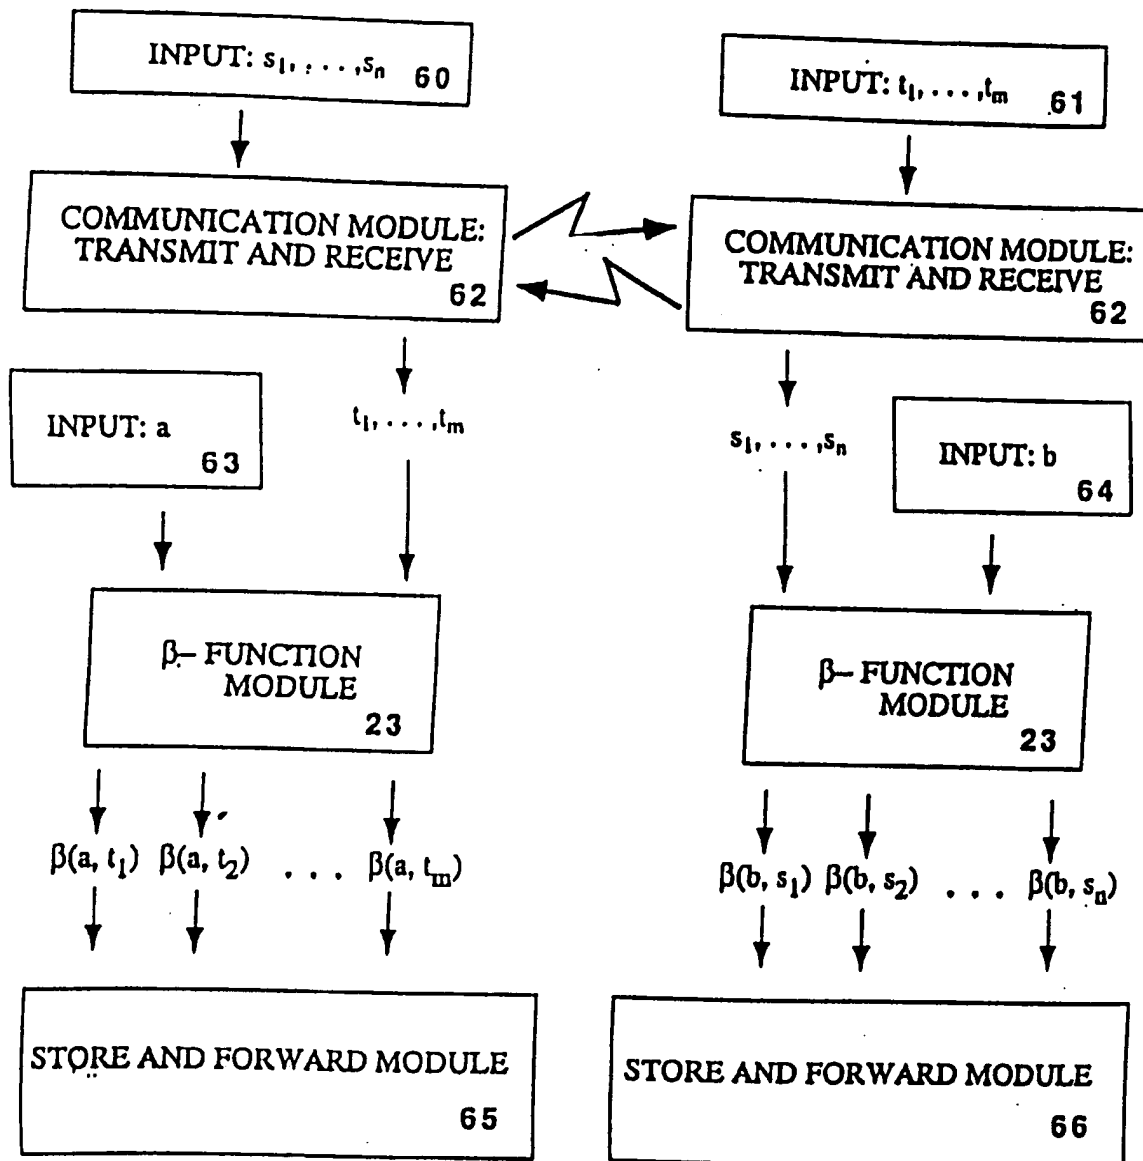 INPUT: s1, . . . ,sn 60
INPUT: t1, . . . ,tm 61
COMMUNICATION MODULE:
TRANSMIT AND RECEIVE
62
COMMUNICATION MODULE:
TRANSMIT AND RECEIVE
62
INPUT: a
63
t1, . . . ,tm
s1, . . . ,sn
INPUT: b
64
β– FUNCTION
MODULE
23
β– FUNCTION
MODULE
23
β(a, t1) β(a, t2) . . . β(a, tm)
β(b, s1) β(b, s2) . . . β(b, sn)
STORE AND FORWARD MODULE
65
STORE AND FORWARD MODULE
66